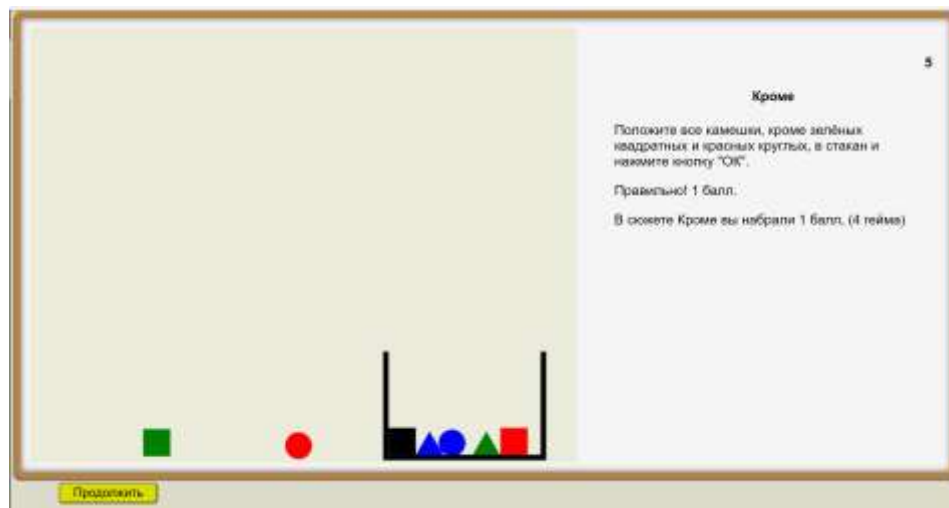 5
Кроме
Положите все камешки, кроме зелёных
квадратных и красных круглых, в стакан и
нажмите кнопку "ОК".
Правильно! 1 балл.
В сюжете Кроме вы набрали 1 балл. (4 гейма)
Продолжить